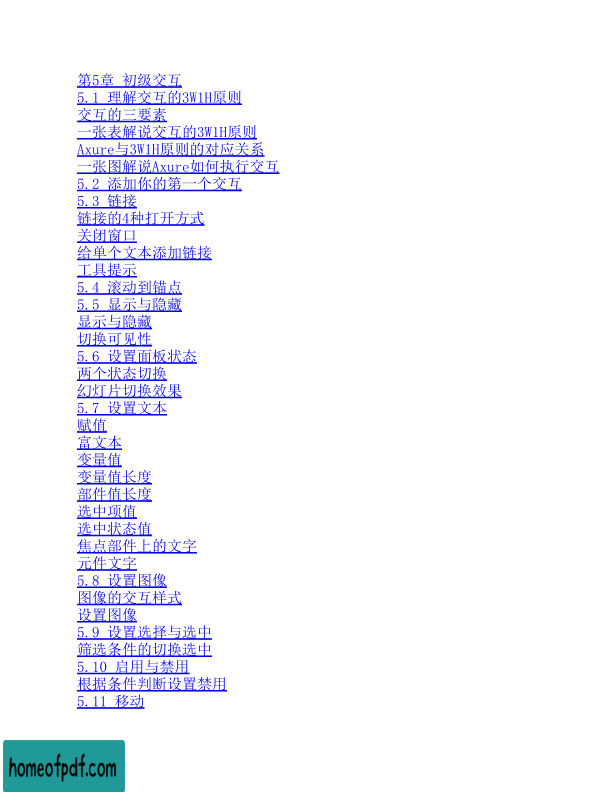 第5章 初级交互
5.1 理解交互的3W1H原则
交互的三要素
一张表解说交互的3W1H原则
Axure与3W1H原则的对应关系
一张图解说Axure如何执行交互
5.2 添加你的第一个交互
5.3 链接
链接的4种打开方式
关闭窗口
给单个文本添加链接
工具提示
5.4 滚动到锚点
5.5 显示与隐藏
显示与隐藏
切换可见性
5.6 设置面板状态
两个状态切换
幻灯片切换效果
5.7 设置文本
赋值
富文本
变量值
变量值长度
部件值长度
选中项值
选中状态值
焦点部件上的文字
元件文字
5.8 设置图像
图像的交互样式
设置图像
5.9 设置选择与选中
筛选条件的切换选中
5.10 启用与禁用
根据条件判断设置禁用
5.11 移动
homeofpdf.com